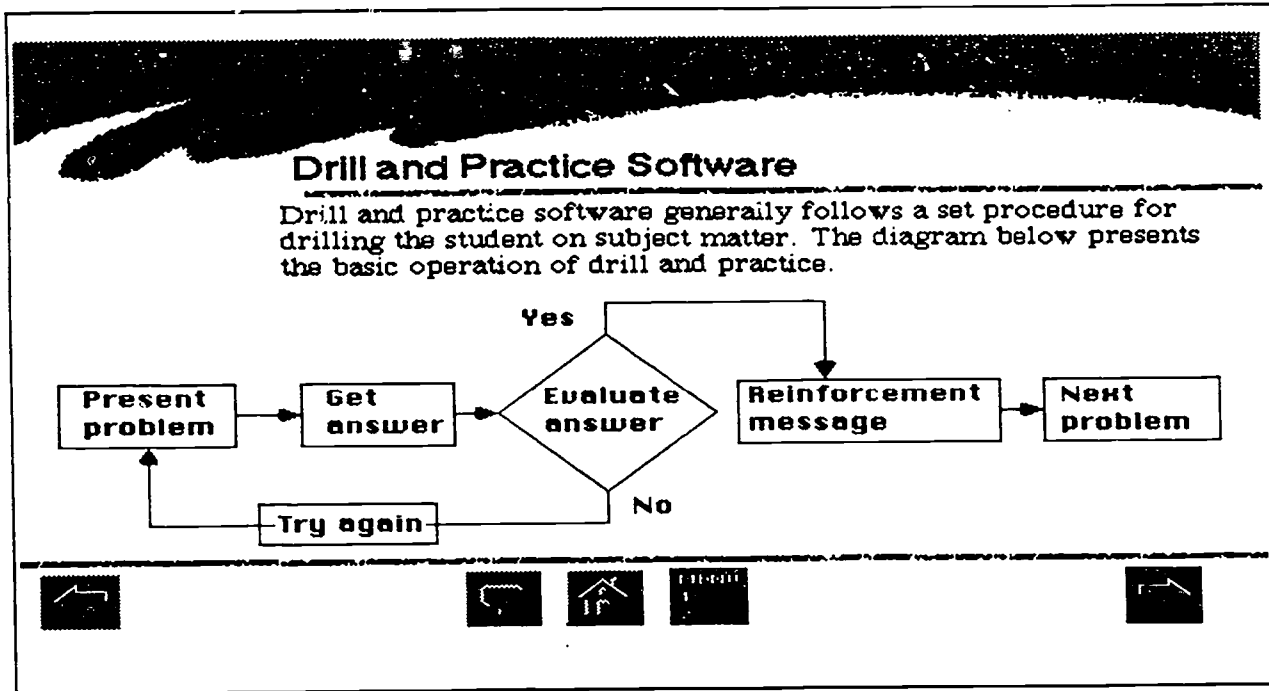 Drill and Practice Software
Drill and practice software generally follows a set procedure for
drilling the student on subject matter. The diagram below presents
the basic operation of drill and practice.
Yes
Present
problem
Get
answer
Evaluate
answer
Reinforcement
message
Next
problem
No
Try again
MENU